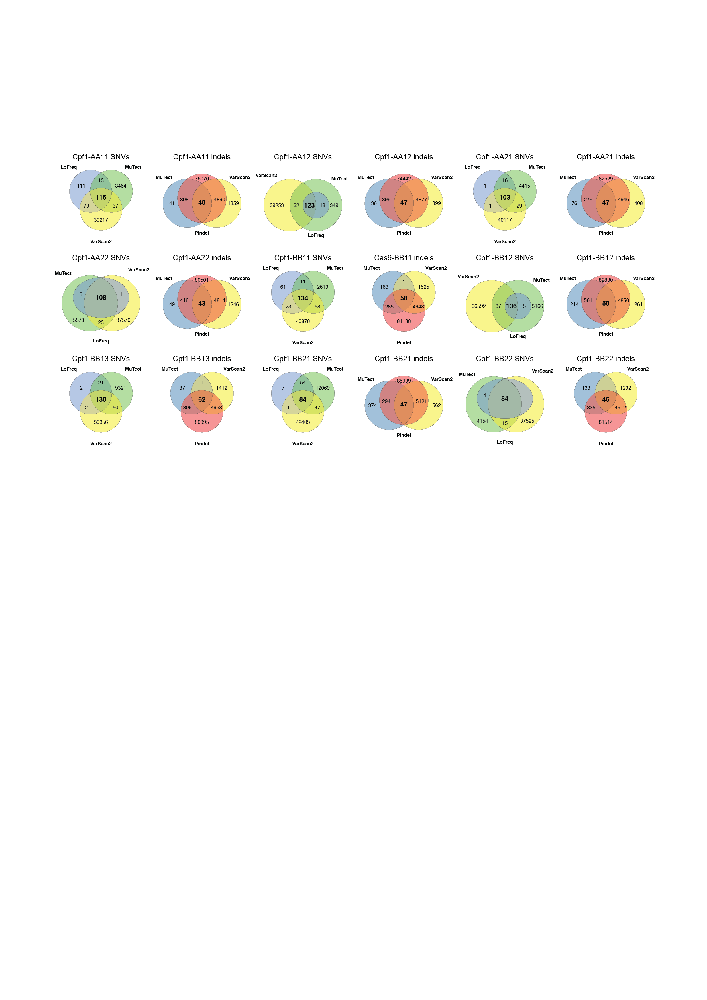 Cpf1-AA11 SNVs
LoFreq
MuTect
13
111
3464
115
79
37
39217
VarScan2
Cpf1-AA11 indels
MuTect
76070
VarScan2
141
308
48
4890
1359
Pindel
Cpf1-AA12 SNVs
VarScan2
MuTect
39253
32
123
18
3491
LoFreq
Cpf1-AA12 indels
MuTect
74442
VarScan2
136
396
47
4877
1399
Pindel
Cpf1-AA21 SNVs
LoFreq
MuTect
16
1
4415
103
1
29
40117
VarScan2
Cpf1-AA21 indels
MuTect
82529
VarScan2
76
276
47
4946
1408
Pindel
Cpf1-AA22 SNVs
MuTect
VarScan2
6
108
1
5578
23
37570
LoFreq
Cpf1-AA22 indels
MuTect
80501
VarScan2
149
416
43
4814
1246
Pindel
Cpf1-BB11 SNVs
LoFreq
MuTect
11
61
2619
134
23
58
40878
VarScan2
Cas9-BB11 indels
MuTect
VarScan2
1
163
1525
58
285
4948
81188
Pindel
Cpf1-BB12 SNVs
VarScan2
MuTect
36592
37
136
3
3166
LoFreq
Cpf1-BB12 indels
MuTect
82830
VarScan2
214
561
58
4850
1261
Pindel
Cpf1-BB13 SNVs
LoFreq
MuTect
21
2
9321
138
2
50
39356
VarScan2
Cpf1-BB13 indels
MuTect
VarScan2
1
87
1412
62
399
4958
80995
Pindel
Cpf1-BB21 SNVs
LoFreq
MuTect
54
7
12069
84
1
47
42403
VarScan2
Cpf1-BB21 indels
MuTect
85999
VarScan2
374
294
47
5121
1562
Pindel
Cpf1-BB22 SNVs
MuTect
VarScan2
4
84
1
4154
15
37525
LoFreq
Cpf1-BB22 indels
MuTect
VarScan2
1
133
1292
46
335
4912
81514
Pindel